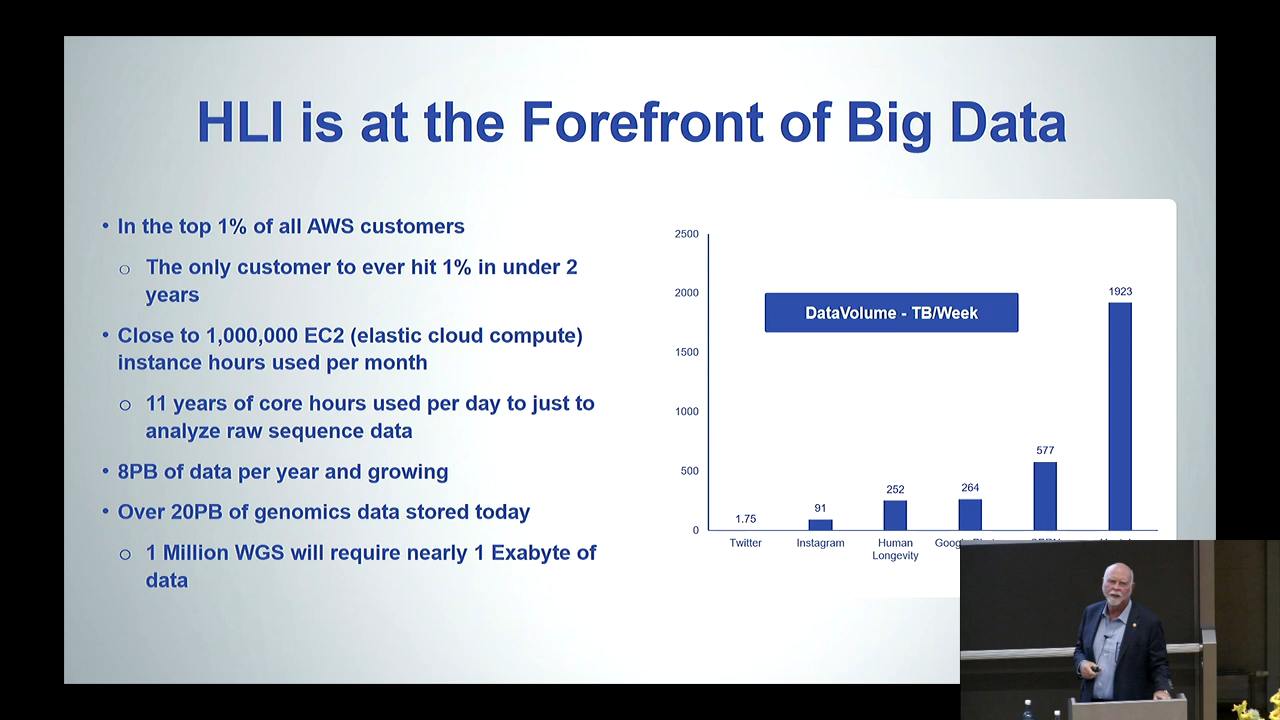 HLI is at the Forefront of Big Data
• In the top 1% of all AWS customers
o The only customer to ever hit 1% in under 2
years
• Close to 1,000,000 EC2 (elastic cloud compute)
instance hours used per month
o 11 years of core hours used per day to just to
analyze raw sequence data
• 8PB of data per year and growing
• Over 20PB of genomics data stored today
o 1 Million WGS will require nearly 1 Exabyte of
data
DataVolume - TB/Week
2500
2000
1500
1000
500
0
1.75
91
252
264
577
1923
Twitter
Instagram
Human
Longevity